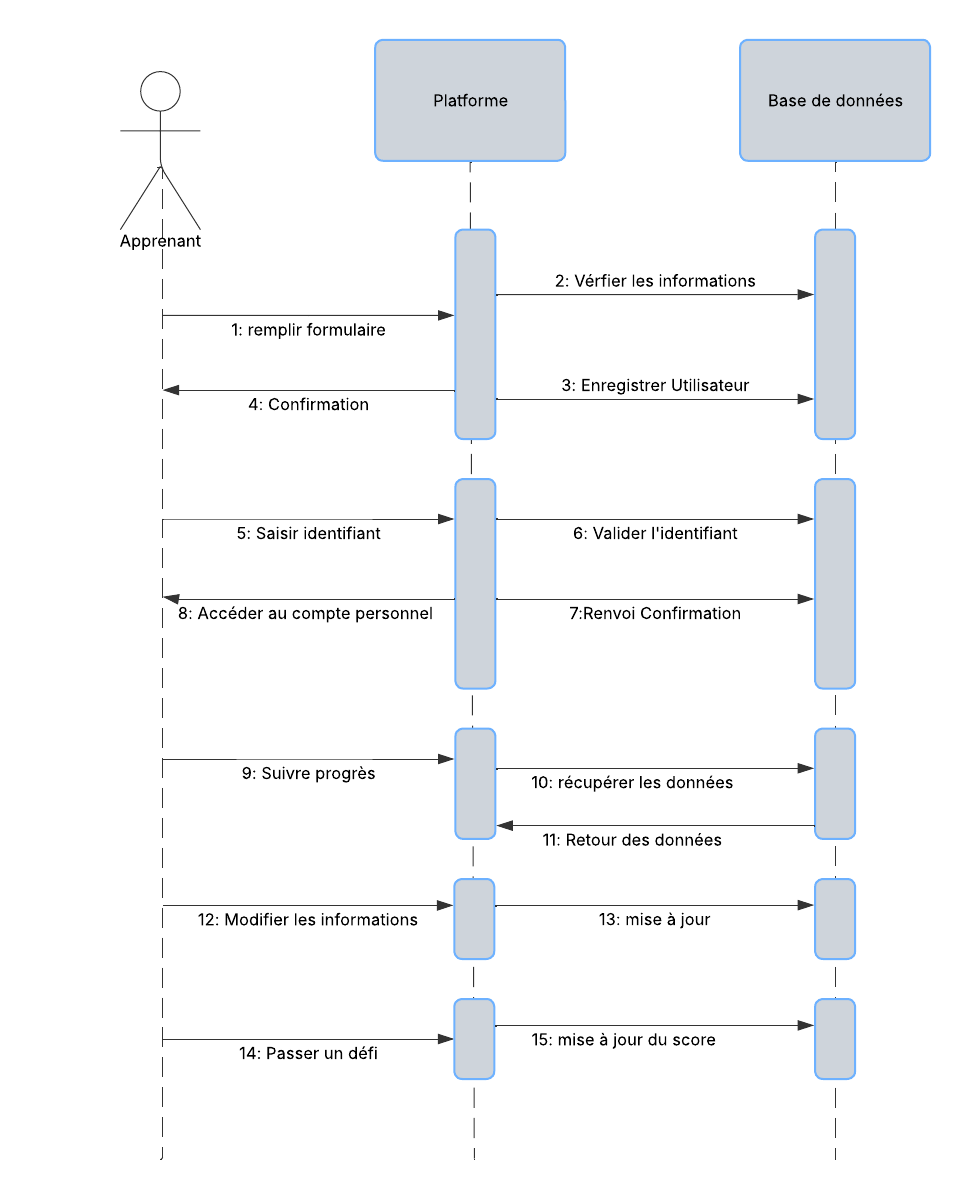 Platforme
Base de données
Apprenant
2: Vérfier les informations
1: remplir formulaire
3: Enregistrer Utilisateur
4: Confirmation
5: Saisir identifiant
6: Valider l'identifiant
8: Accéder au compte personnel
7:Renvoi Confirmation
9: Suivre progrès
10: récupérer les données
11: Retour des données
12: Modifier les informations
13: mise à jour
14: Passer un défi
15: mise à jour du score